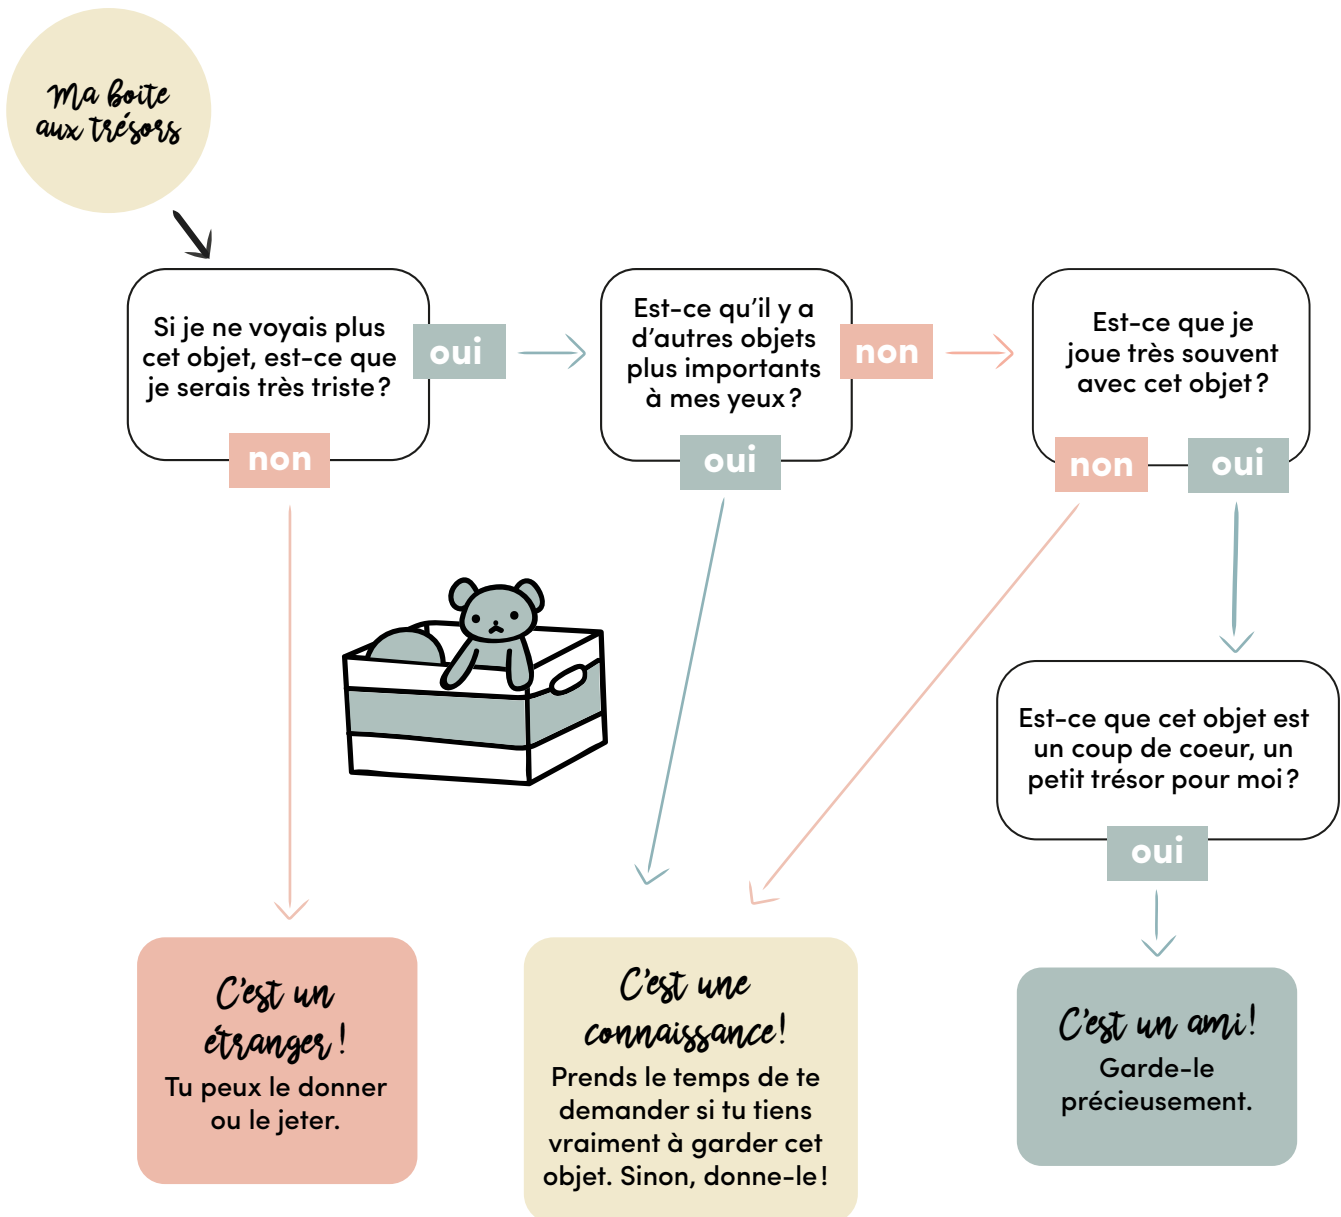 Ma boite
aux trésors
Si je ne voyais plus
cet objet, est-ce que
je serais très triste ?
oui
non
Est-ce qu'il y a
d'autres objets
plus importants
à mes yeux ?
non
oui
Est-ce que je
joue très souvent
avec cet objet ?
non
oui
Est-ce que cet objet est
un coup de coeur, un
petit trésor pour moi ?
oui
C'est un
étranger !
Tu peux le donner
ou le jeter.
C'est une
connaissance !
Prends le temps de te
demander si tu tiens
vraiment à garder cet
objet. Sinon, donne-le !
C'est un ami !
Garde-le
précieusement.